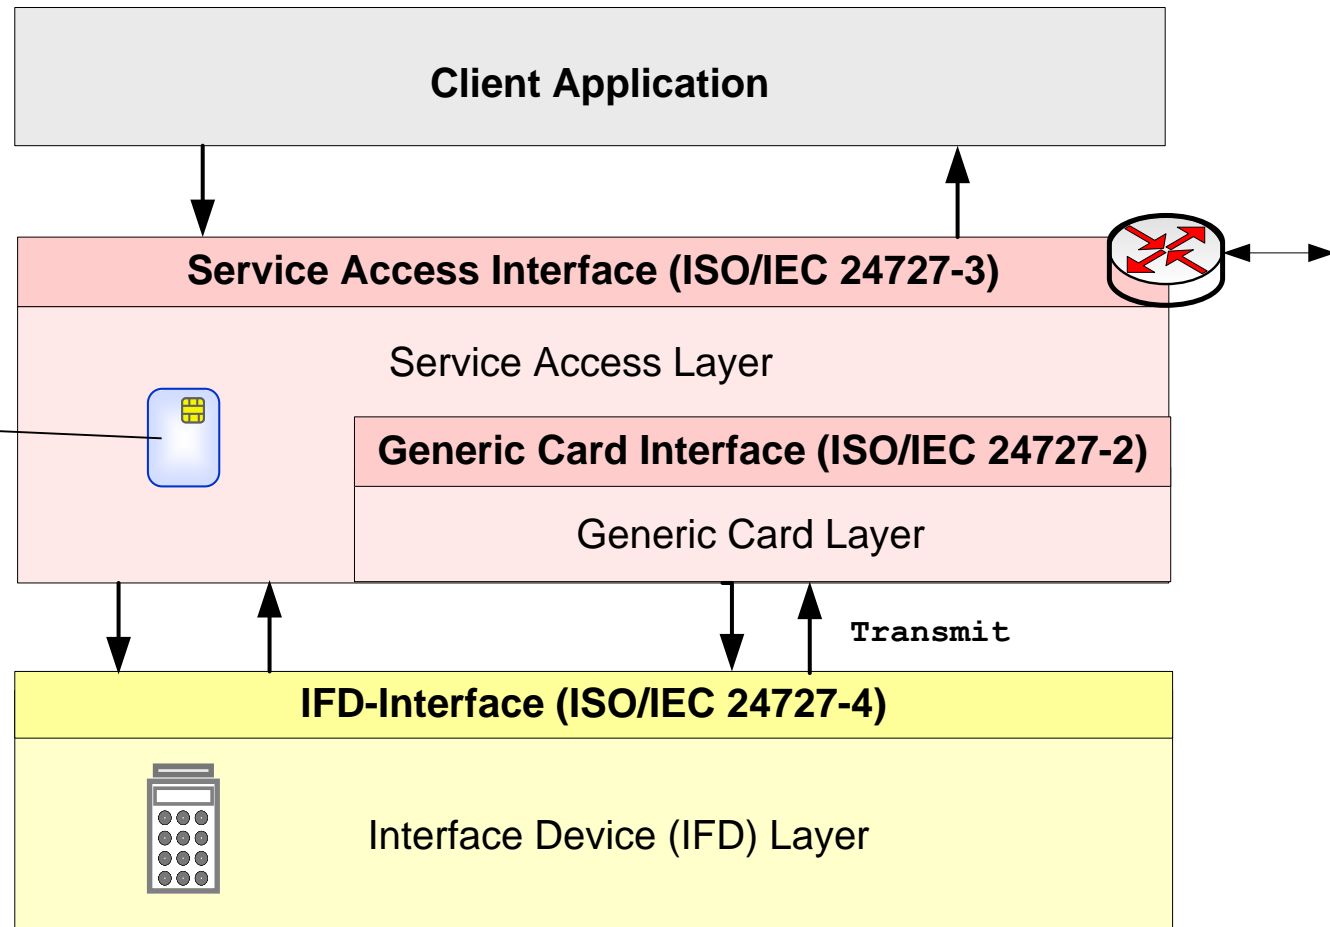 Client Application
Service Access Interface (ISO/IEC 24727-3)
Service Access Layer
Generic Card Interface (ISO/IEC 24727-2)
Generic Card Layer
Transmit
IFD-Interface (ISO/IEC 24727-4)
Interface Device (IFD) Layer